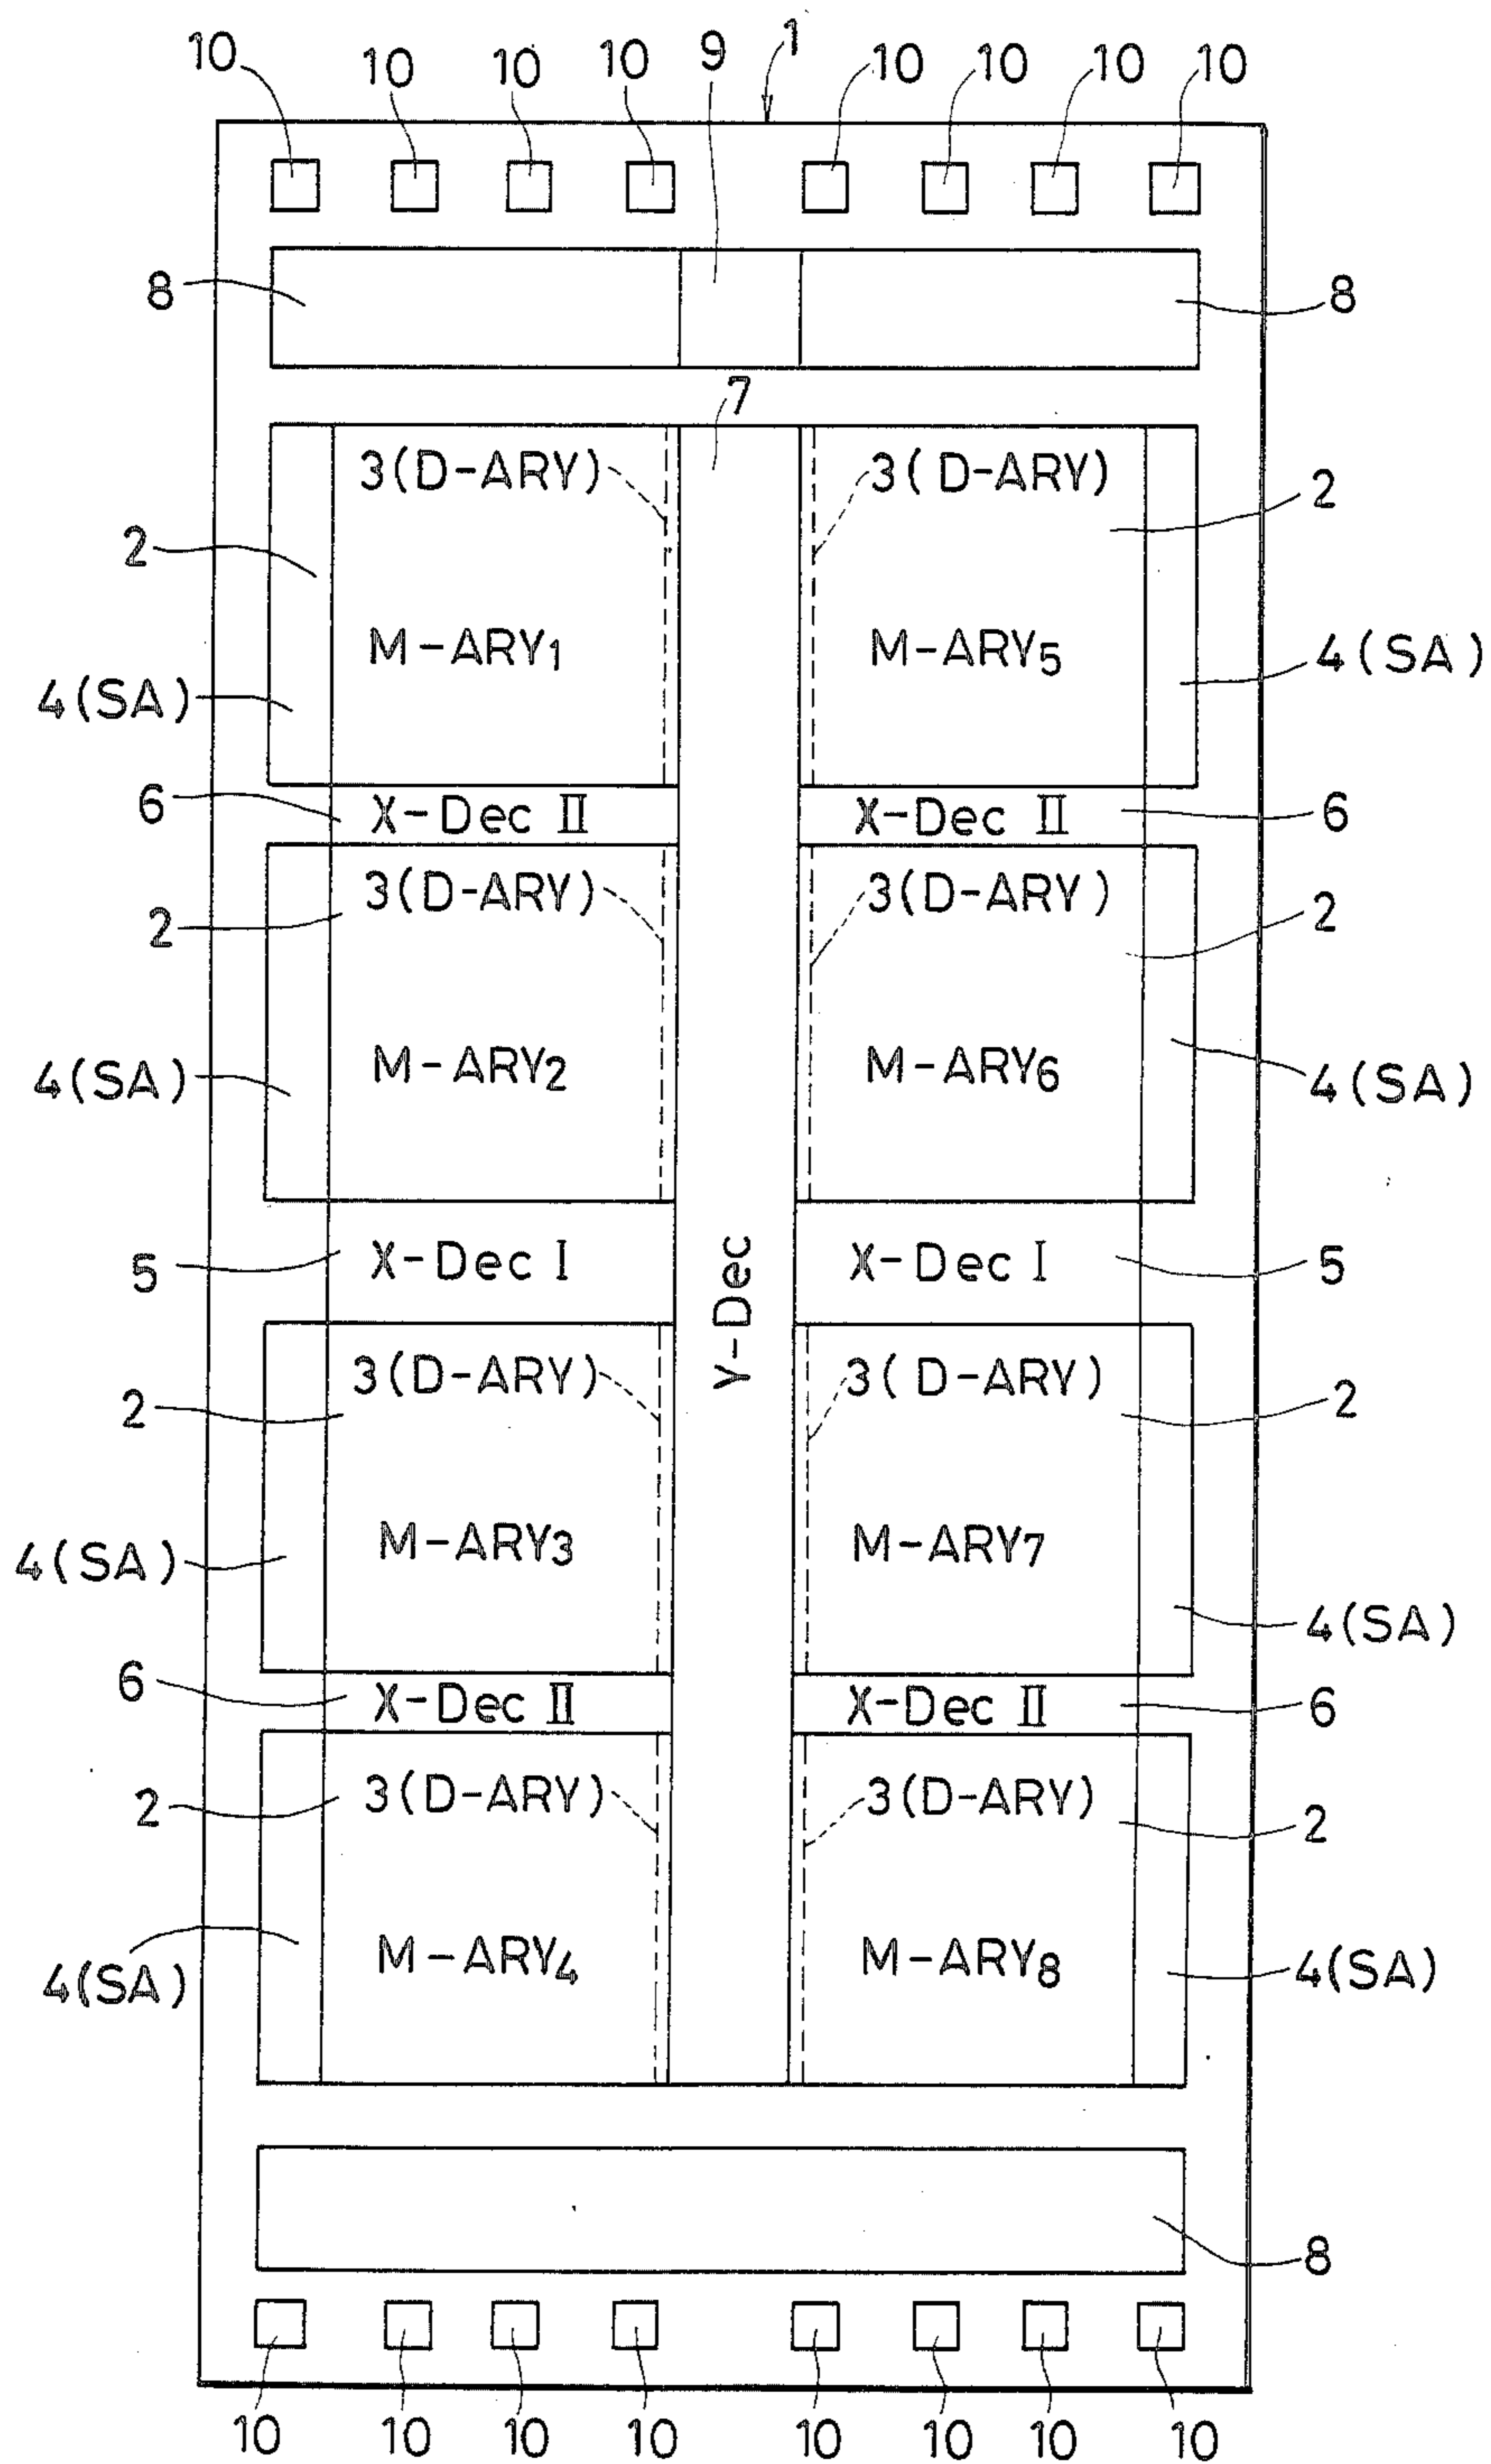 10 10 10 10 9 1 10 10 10 10
8 8
7
3(D-ARY) 3(D-ARY)
2 2
M-ARY1 M-ARY5
4(SA) 4(SA)
6 X-Dec II X-Dec II 6
3(D-ARY) 3(D-ARY)
2 2
M-ARY2 M-ARY6
4(SA) 4(SA)
5 X-Dec I X-Dec I 5
Y-Dec
3(D-ARY) 3(D-ARY)
2 2
M-ARY3 M-ARY7
4(SA) 4(SA)
6 X-Dec II X-Dec II 6
3(D-ARY) 3(D-ARY)
2 2
M-ARY4 M-ARY8
4(SA) 4(SA)
8
10 10 10 10 10 10 10 10